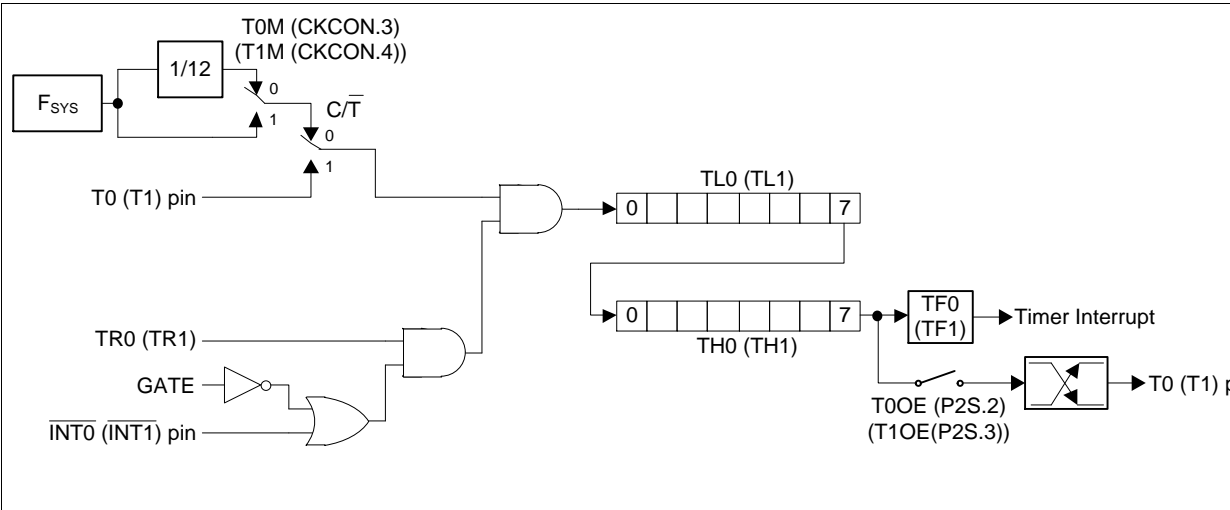 T0M (CKCON.3)
(T1M (CKCON.4))
1/12
FSYS
0
1
C/T̅
0
1
T0 (T1) pin
TL0 (TL1)
0 7
0 7
TH0 (TH1)
TF0
(TF1)
Timer Interrupt
TR0 (TR1)
GATE
I̅N̅T̅0̅ (I̅N̅T̅1̅) pin
T0OE (P2S.2)
(T1OE(P2S.3))
T0 (T1) p